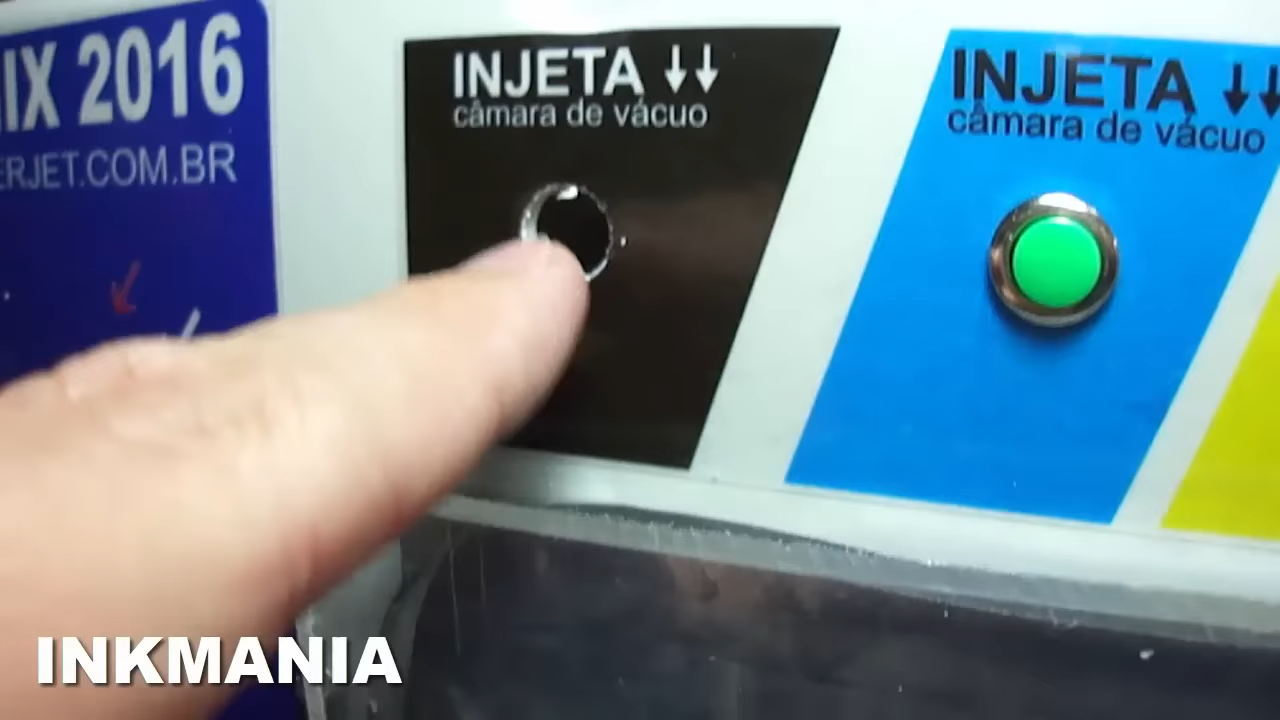 IX 2016
ERJET.COM.BR
INJETA ↓↓
câmara de vácuo
INJETA ↓↓
câmara de vácuo
INKMANIA